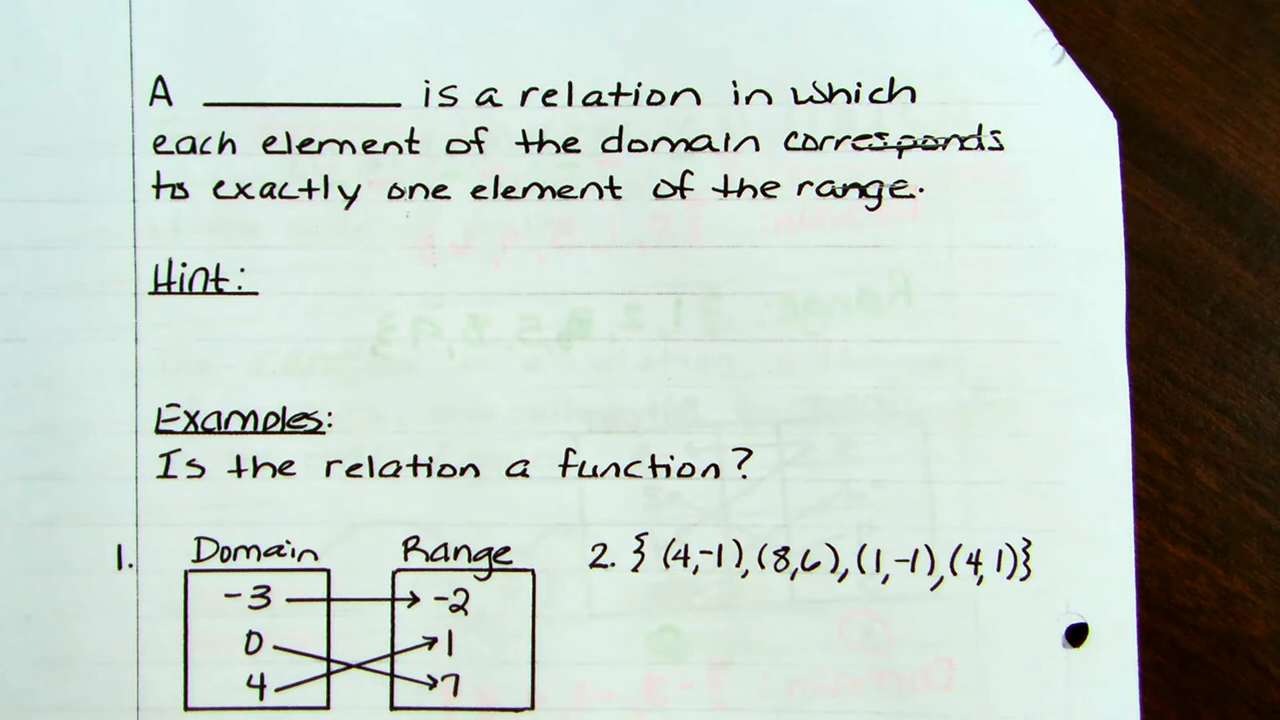 A ________ is a relation in which
each element of the domain corresponds
to exactly one element of the range.
Hint:
Examples:
Is the relation a function?
1. Domain Range 2. { (4,-1), (8,6), (1,-1), (4,1)}
-3 -2
0 1
4 7